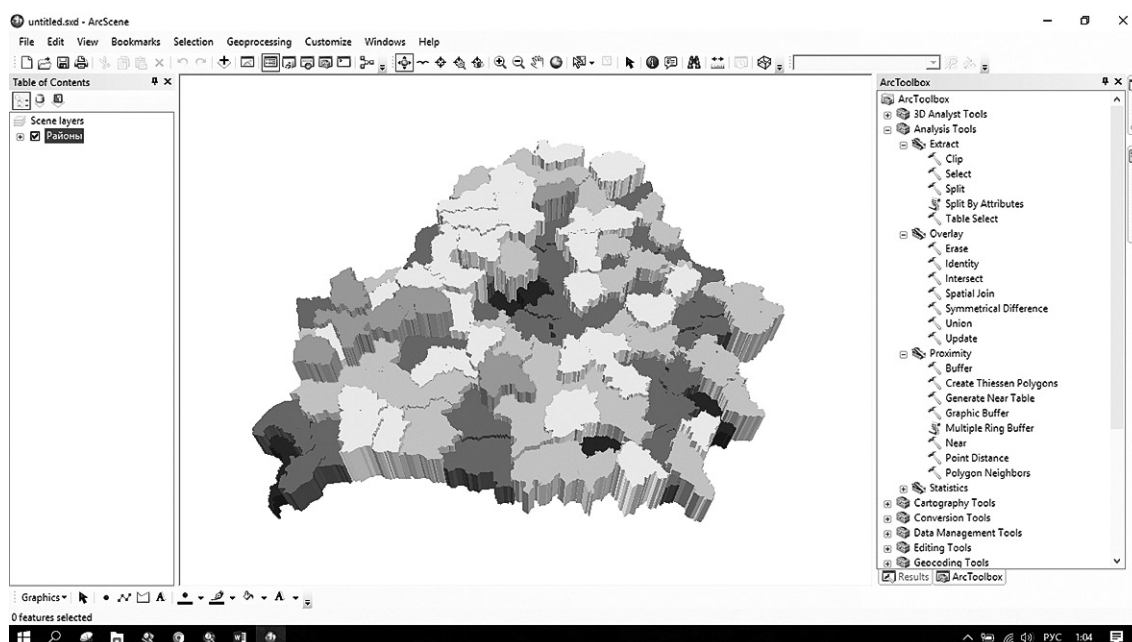 untitled.sxd - ArcScene
File Edit View Bookmarks Selection Geoprocessing Customize Windows Help
Table of Contents
Scene layers
Районы
ArcToolbox
ArcToolbox
3D Analyst Tools
Analysis Tools
Extract
Clip
Select
Split
Split By Attributes
Table Select
Overlay
Erase
Identity
Intersect
Spatial Join
Symmetrical Difference
Union
Update
Proximity
Buffer
Create Thiessen Polygons
Generate Near Table
Graphic Buffer
Multiple Ring Buffer
Near
Point Distance
Polygon Neighbors
Statistics
Cartography Tools
Conversion Tools
Data Management Tools
Editing Tools
Geocoding Tools
Results ArcToolbox
Graphics
0 features selected
РУС 1:04